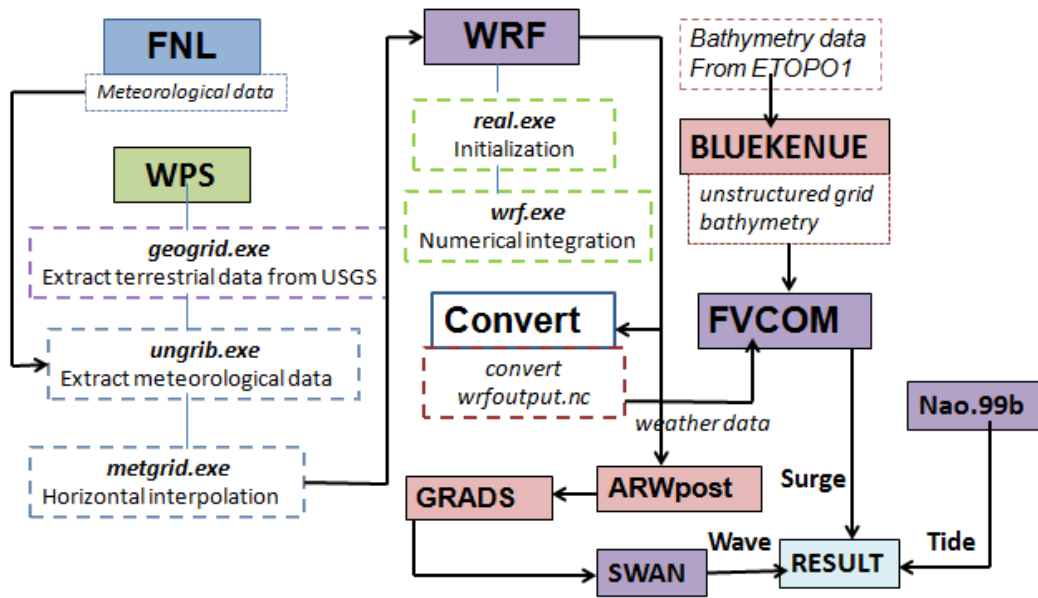 FNL
Meteorological data
WPS
geogrid.exe
Extract terrestrial data from USGS
ungrib.exe
Extract meteorological data
metgrid.exe
Horizontal interpolation
WRF
real.exe
Initialization
wrf.exe
Numerical integration
Convert
convert
wrfoutput.nc
weather data
Bathymetry data
From ETOPO1
BLUEKENUE
unstructured grid
bathymetry
FVCOM
Nao.99b
ARWpost
GRADS
SWAN
Wave
Surge
Tide
RESULT